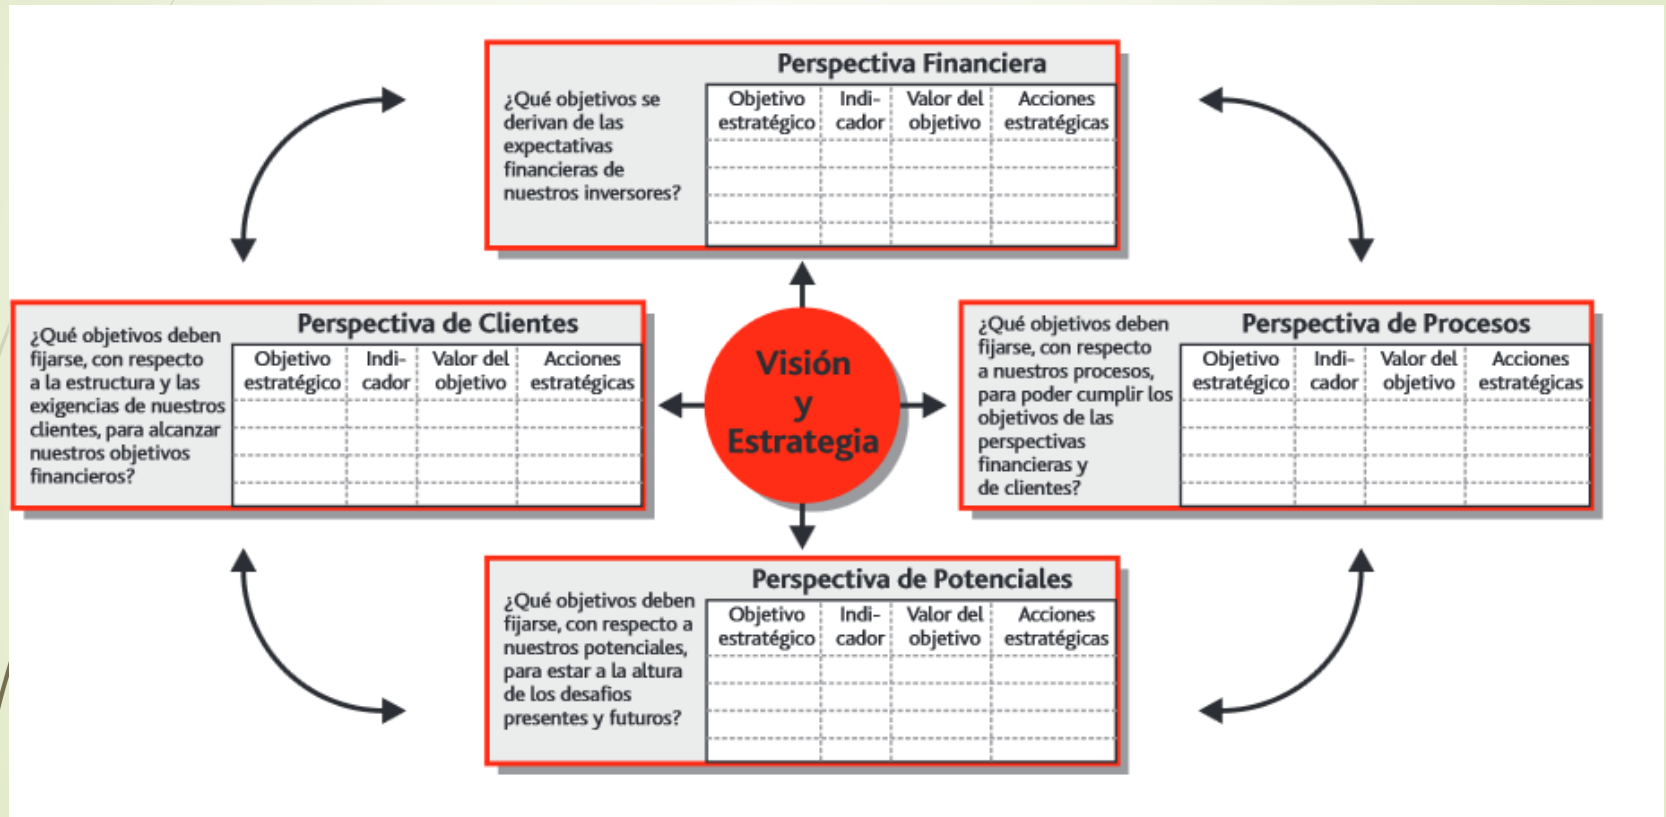 Perspectiva Financiera
¿Qué objetivos se
derivan de las
expectativas
financieras de
nuestros inversores?
Objetivo Indi- Valor del Acciones
estratégico cador objetivo estratégicas
Perspectiva de Clientes
¿Qué objetivos deben
fijarse, con respecto
a la estructura y las
exigencias de nuestros
clientes, para alcanzar
nuestros objetivos
financieros?
Objetivo Indi- Valor del Acciones
estratégico cador objetivo estratégicas
Visión
y
Estrategia
Perspectiva de Procesos
¿Qué objetivos deben
fijarse, con respecto
a nuestros procesos,
para poder cumplir los
objetivos de las
perspectivas
financieras y
de clientes?
Objetivo Indi- Valor del Acciones
estratégico cador objetivo estratégicas
Perspectiva de Potenciales
¿Qué objetivos deben
fijarse, con respecto a
nuestros potenciales,
para estar a la altura
de los desafios
presentes y futuros?
Objetivo Indi- Valor del Acciones
estratégico cador objetivo estratégicas